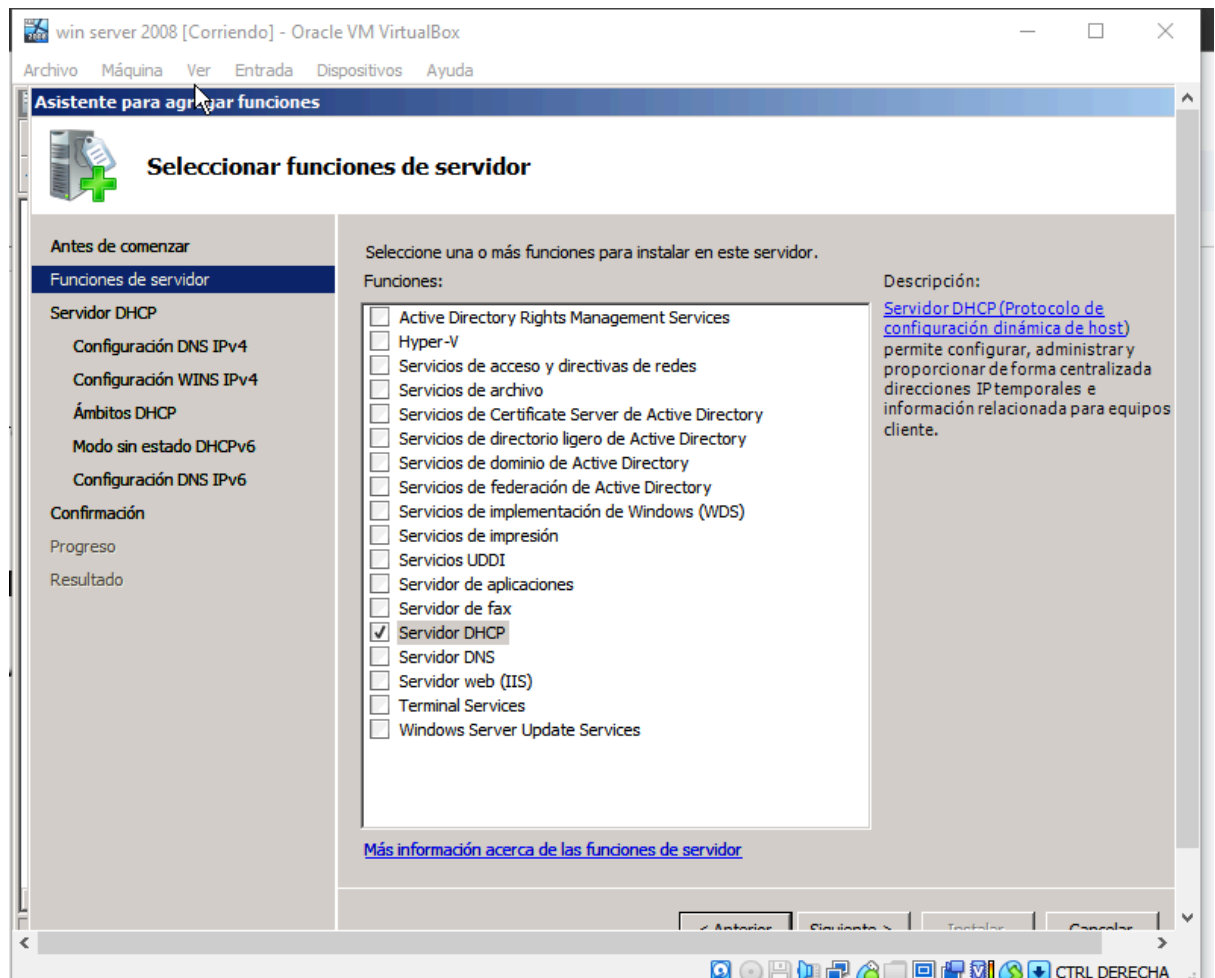 win server 2008 [Corriendo] - Oracle VM VirtualBox
Archivo Máquina Ver Entrada Dispositivos Ayuda
Asistente para agregar funciones
Seleccionar funciones de servidor
Antes de comenzar
Funciones de servidor
Servidor DHCP
Configuración DNS IPv4
Configuración WINS IPv4
Ámbitos DHCP
Modo sin estado DHCPv6
Configuración DNS IPv6
Confirmación
Progreso
Resultado
Seleccione una o más funciones para instalar en este servidor.
Funciones:
Active Directory Rights Management Services
Hyper-V
Servicios de acceso y directivas de redes
Servicios de archivo
Servicios de Certificate Server de Active Directory
Servicios de directorio ligero de Active Directory
Servicios de dominio de Active Directory
Servicios de federación de Active Directory
Servicios de implementación de Windows (WDS)
Servicios de impresión
Servicios UDDI
Servidor de aplicaciones
Servidor de fax
Servidor DHCP
Servidor DNS
Servidor web (IIS)
Terminal Services
Windows Server Update Services
Más información acerca de las funciones de servidor
Descripción:
Servidor DHCP (Protocolo de
configuración dinámica de host)
permite configurar, administrar y
proporcionar de forma centralizada
direcciones IP temporales e
información relacionada para equipos
cliente.
< Anterior Siguiente > Instalar Cancelar
CTRL DERECHA